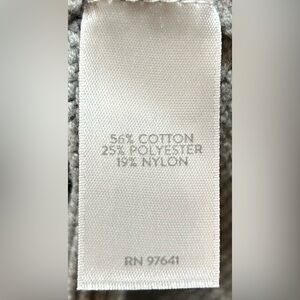 56% COTTON
25% POLYESTER
19% NYLON
RN 97641